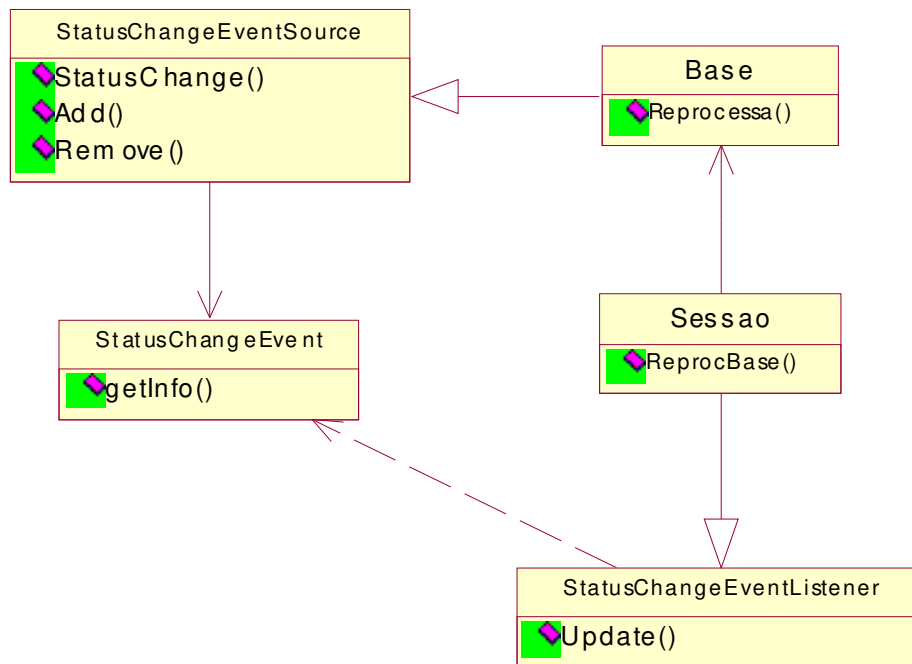 StatusChangeEventSource
StatusChange()
Add()
Remove()
Base
Reprocessa()
StatusChangeEvent
getInfo()
Sessao
ReprocBase()
StatusChangeEventListener
Update()